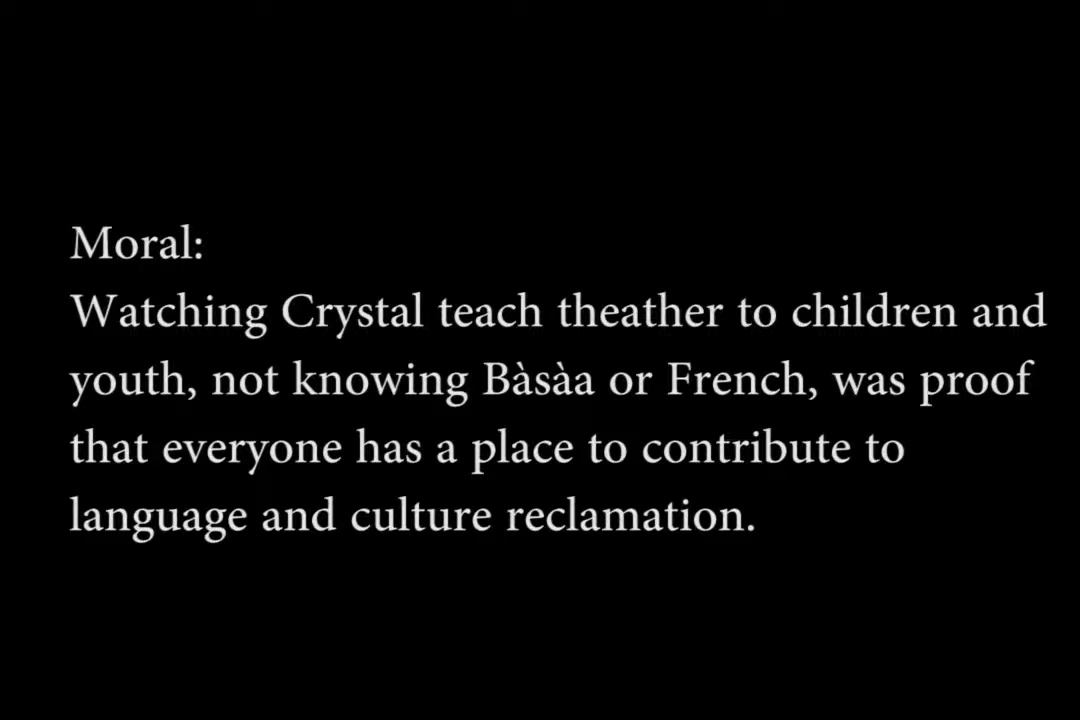 Moral:
Watching Crystal teach theather to children and
youth, not knowing Bàsàa or French, was proof
that everyone has a place to contribute to
language and culture reclamation.